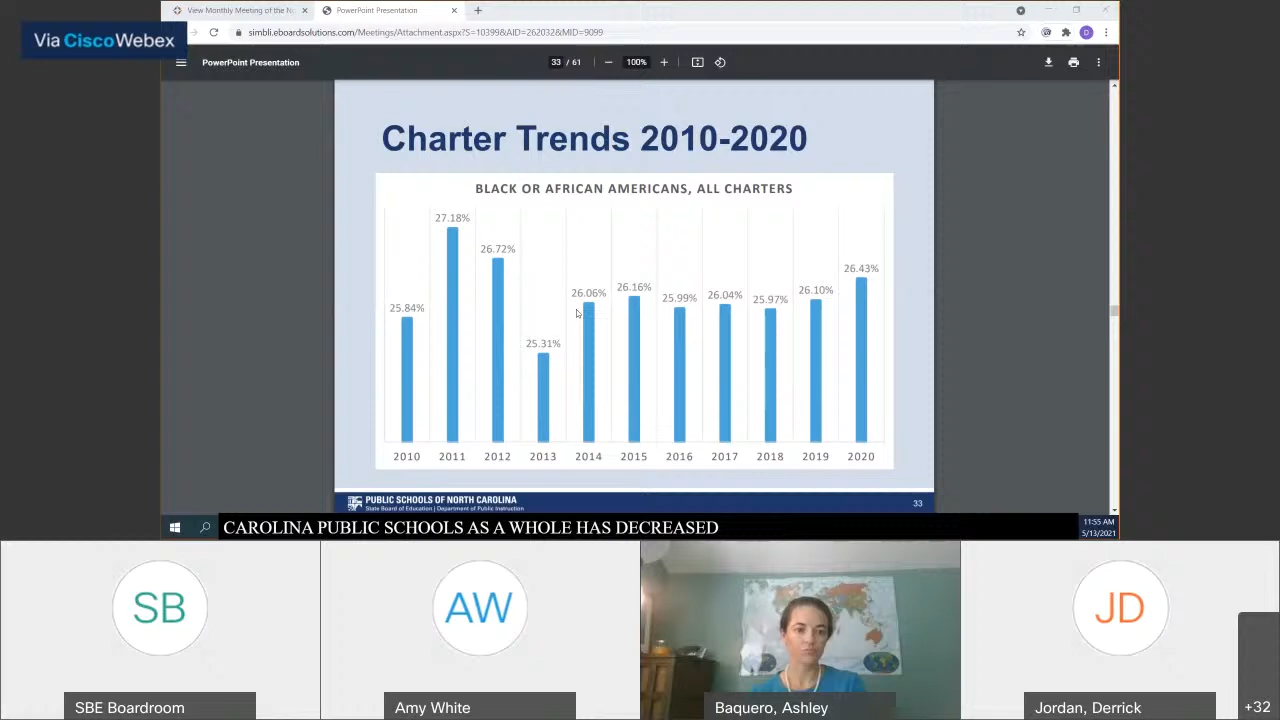 View Monthly Meeting of the No
PowerPoint Presentation
Via Cisco Webex
simbli.eboardsolutions.com/Meetings/Attachment.aspx?S=10399&AID=262032&MID=9099
D
PowerPoint Presentation
33 / 61
100%
Charter Trends 2010-2020
BLACK OR AFRICAN AMERICANS, ALL CHARTERS
25.84%
27.18%
26.72%
25.31%
26.06%
26.16%
25.99%
26.04%
25.97%
26.10%
26.43%
2010 2011 2012 2013 2014 2015 2016 2017 2018 2019 2020
PUBLIC SCHOOLS OF NORTH CAROLINA
State Board of Education | Department of Public Instruction
33
CAROLINA PUBLIC SCHOOLS AS A WHOLE HAS DECREASED
11:55 AM
5/13/2021
SB
AW
JD
SBE Boardroom
Amy White
Baquero, Ashley
Jordan, Derrick
+32